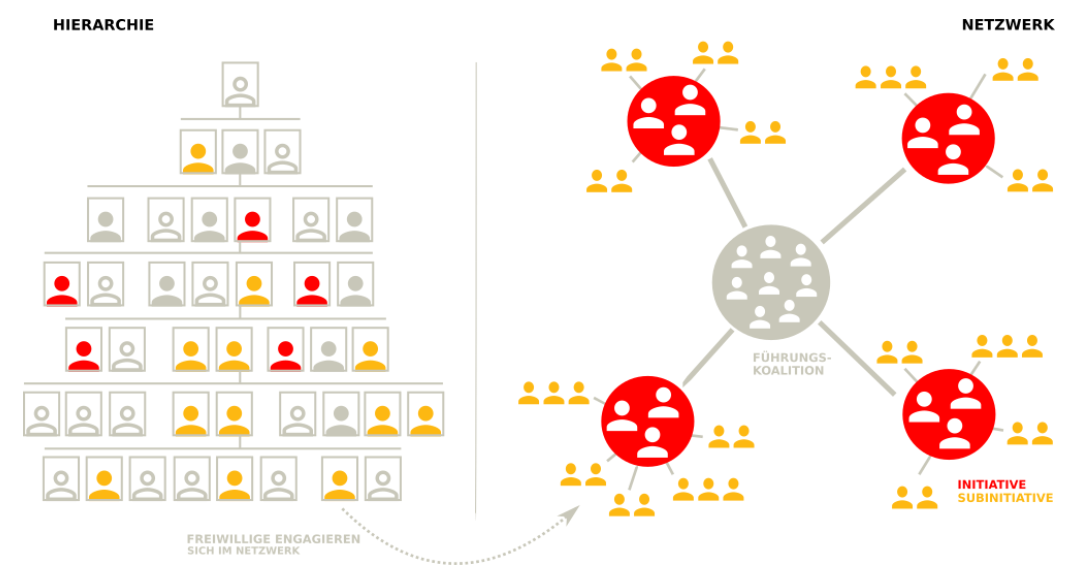 HIERARCHIE
NETZWERK
FÜHRUNGS-
KOALITION
INITIATIVE
SUBINITIATIVE
FREIWILLIGE ENGAGIEREN
SICH IM NETZWERK